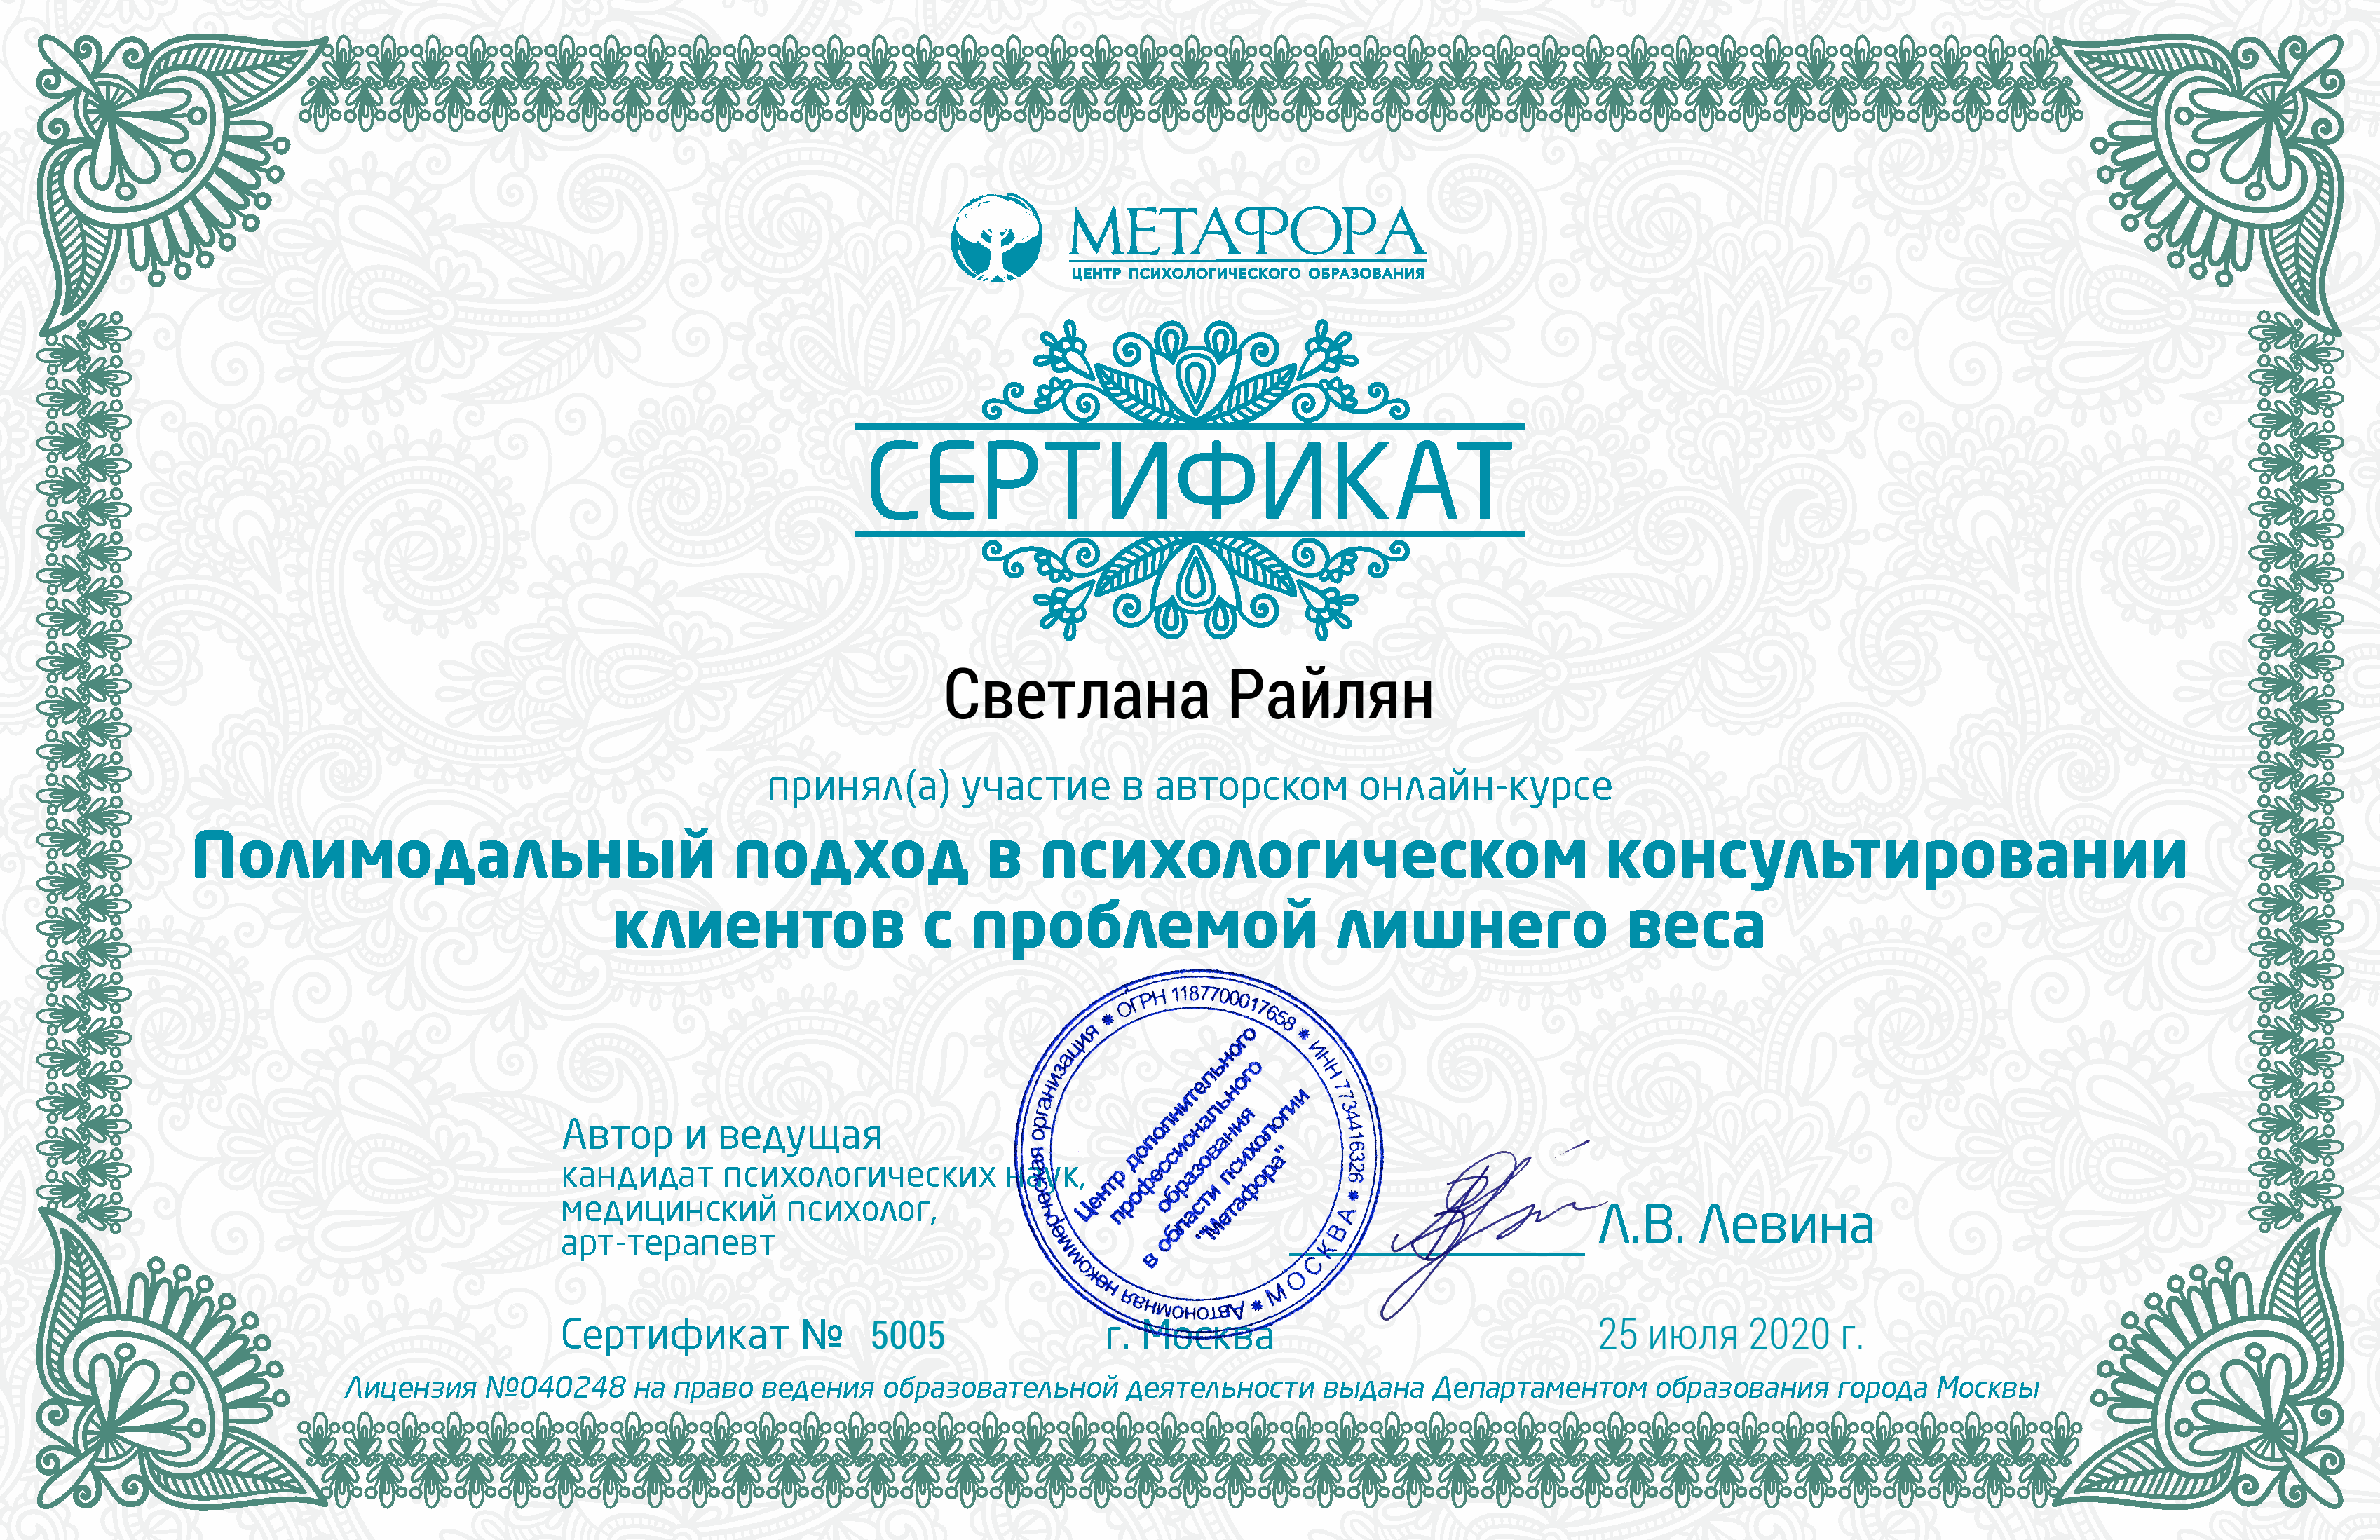 МЕТАФОРА
ЦЕНТР ПСИХОЛОГИЧЕСКОГО ОБРАЗОВАНИЯ
СЕРТИФИКАТ
Светлана Райлян
принял(а) участие в авторском онлайн-курсе
Полимодальный подход в психологическом консультировании
клиентов с проблемой лишнего веса
Автор и ведущая
кандидат психологических наук,
медицинский психолог,
арт-терапевт
Автономная некоммерческая организация * ОГРН 1187700017658 * ИНН 7734416326 * МОСКВА *
Центр дополнительного
профессионального
образования
в области психологии
"Метафора"
Л.В. Левина
Сертификат № 5005
г. Москва
25 июля 2020 г.
Лицензия №040248 на право ведения образовательной деятельности выдана Департаментом образования города Москвы